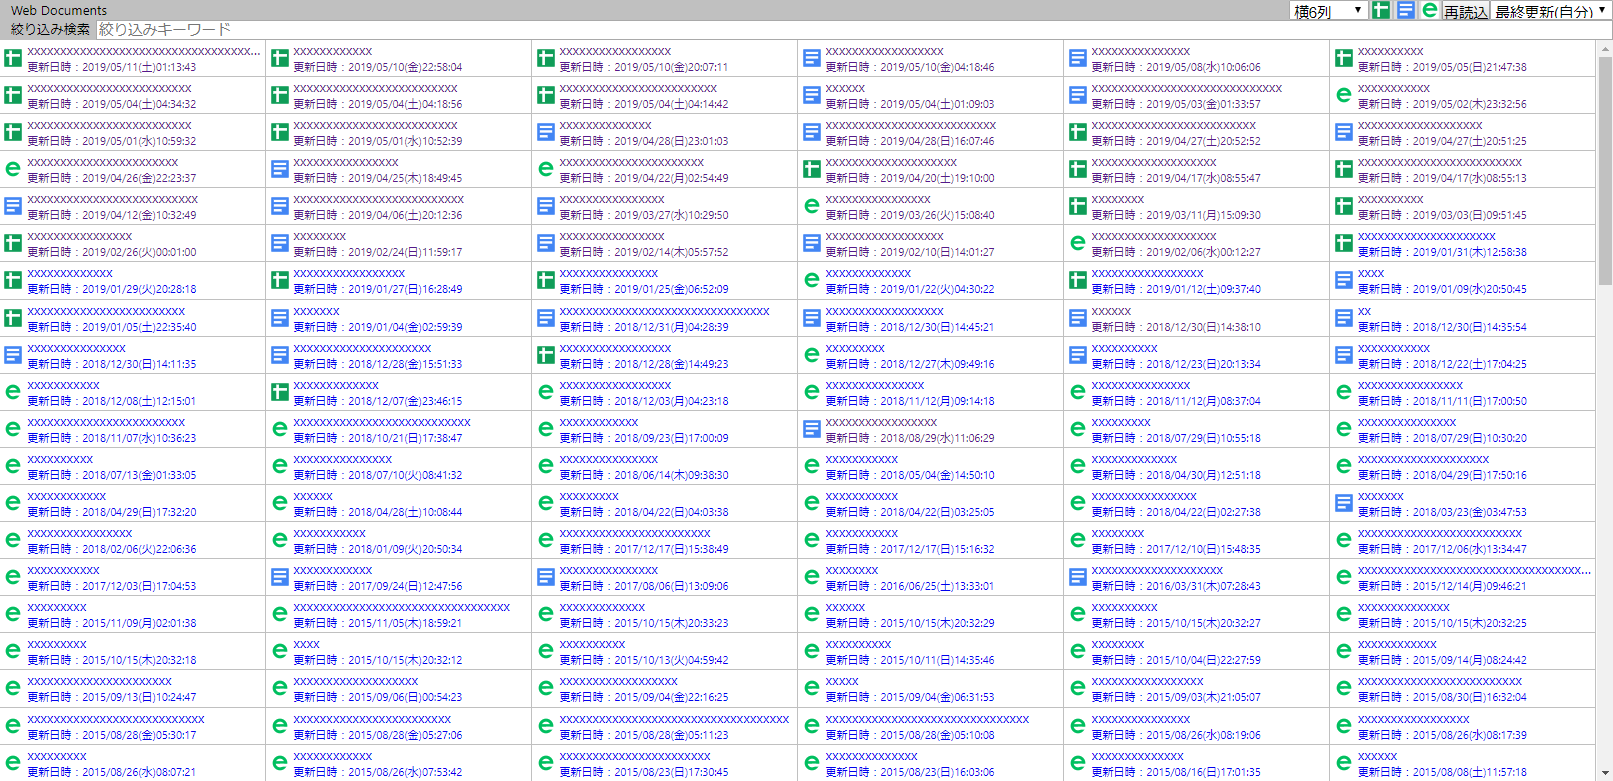 Web Documents
横6列 再読込 最終更新(自分)
絞り込み検索 絞り込みキーワード
xxxxxxxxxxxxxxxxxxxxxxxxxxxxxxxxxx... xxxxxxxxxxxx xxxxxxxxxxxxxxxxx xxxxxxxxxxxxxxxxxx xxxxxxxxxxxxxxx xxxxxxxxxx
更新日時：2019/05/11(土)01:13:43 更新日時：2019/05/10(金)22:58:04 更新日時：2019/05/10(金)20:07:11 更新日時：2019/05/10(金)04:18:46 更新日時：2019/05/08(水)10:06:06 更新日時：2019/05/05(日)21:47:38
xxxxxxxxxxxxxxxxxxxxxxxxx xxxxxxxxxxxxxxxxxxxxxxxxx xxxxxxxxxxxxxxxxxxxxxxxx xxxxxx xxxxxxxxxxxxxxxxxxxxxxxxxxxxx xxxxxxxxxxx
更新日時：2019/05/04(土)04:34:32 更新日時：2019/05/04(土)04:18:56 更新日時：2019/05/04(土)04:14:42 更新日時：2019/05/04(土)01:09:03 更新日時：2019/05/03(金)01:33:57 更新日時：2019/05/02(木)23:32:56
xxxxxxxxxxxxxxxxxxxxxxxxx xxxxxxxxxxxxxxxxxxxxxxxxx xxxxxxxxxxxxxx xxxxxxxxxxxxxxxxxxxxxxxxxx xxxxxxxxxxxxxxxxxxxxxxxxx xxxxxxxxxxxxxxxxxxx
更新日時：2019/05/01(水)10:59:32 更新日時：2019/05/01(水)10:52:39 更新日時：2019/04/28(日)23:01:03 更新日時：2019/04/28(日)16:07:46 更新日時：2019/04/27(土)20:52:52 更新日時：2019/04/27(土)20:51:25
xxxxxxxxxxxxxxxxxxxxxxx xxxxxxxxxxxxxxxx xxxxxxxxxxxxxxxxxxxxxx xxxxxxxxxxxxxxxxxxxx xxxxxxxxxxxxxxxxxxx xxxxxxxxxxxxxxxxxxxxxxxxx
更新日時：2019/04/26(金)22:23:37 更新日時：2019/04/25(木)18:49:45 更新日時：2019/04/22(月)02:54:49 更新日時：2019/04/20(土)19:10:00 更新日時：2019/04/17(水)08:55:47 更新日時：2019/04/17(水)08:55:13
xxxxxxxxxxxxxxxxxxxxxxxxxx xxxxxxxxxxxxxxxxxxxxxxxxxx xxxxxxxxxxxxxxxx xxxxxxxxxxxxxxxx xxxxxxxx xxxxxxxxxx
更新日時：2019/04/12(金)10:32:49 更新日時：2019/04/06(土)20:12:36 更新日時：2019/03/27(水)10:29:50 更新日時：2019/03/26(火)15:08:40 更新日時：2019/03/11(月)15:09:30 更新日時：2019/03/03(日)09:51:45
xxxxxxxxxxxxxxxx xxxxxxxx xxxxxxxxxxxxxxxx xxxxxxxxxxxxxxxxxx xxxxxxxxxxxxxxxxxxx xxxxxxxxxxxxxxxxxxxxx
更新日時：2019/02/26(火)00:01:00 更新日時：2019/02/24(日)11:59:17 更新日時：2019/02/14(木)05:57:52 更新日時：2019/02/10(日)14:01:27 更新日時：2019/02/06(水)00:12:27 更新日時：2019/01/31(木)12:58:38
xxxxxxxxxxxxx xxxxxxxxxxxxxxxxx xxxxxxxxxxxxxxx xxxxxxxxxxxxx xxxxxxxxxxxxxxxxx xxxx
更新日時：2019/01/29(火)20:28:18 更新日時：2019/01/27(日)16:28:49 更新日時：2019/01/25(金)06:52:09 更新日時：2019/01/22(火)04:30:22 更新日時：2019/01/12(土)09:37:40 更新日時：2019/01/09(水)20:50:45
xxxxxxxxxxxxxxxxxxxxxxxx xxxxxxx xxxxxxxxxxxxxxxxxxxxxxxxxxxxxxxx xxxxxxxxxxxxxxxxxx xxxxxx xx
更新日時：2019/01/05(土)22:35:40 更新日時：2019/01/04(金)02:59:39 更新日時：2018/12/31(月)04:28:39 更新日時：2018/12/30(日)14:45:21 更新日時：2018/12/30(日)14:38:10 更新日時：2018/12/30(日)14:35:54
xxxxxxxxxxxxxxx xxxxxxxxxxxxxxxxxxxxx xxxxxxxxxxxxxxxxx xxxxxxxxx xxxxxxxxxx xxxxxxxxxxx
更新日時：2018/12/30(日)14:11:35 更新日時：2018/12/28(金)15:51:33 更新日時：2018/12/28(金)14:49:23 更新日時：2018/12/27(木)09:49:16 更新日時：2018/12/23(日)20:13:34 更新日時：2018/12/22(土)17:04:25
xxxxxxxxxxx xxxxxxxxxxxxx xxxxxxxxxxxxxxxxx xxxxxxxxxxxxxxx xxxxxxxxxxxxxxx xxxxxxxxxxxxxxxx
更新日時：2018/12/08(土)12:15:01 更新日時：2018/12/07(金)23:46:15 更新日時：2018/12/03(月)04:23:18 更新日時：2018/11/12(月)09:14:18 更新日時：2018/11/12(月)08:37:04 更新日時：2018/11/11(日)17:00:50
xxxxxxxxxxxxxxxxxxxxxxxx xxxxxxxxxxxxxxxxxxxxxxxxxxx xxxxxxxxxxxx xxxxxxxxxxxxxxxxx xxxxxxxxx xxxxxxxxxxxxxxx
更新日時：2018/11/07(水)10:36:23 更新日時：2018/10/21(日)17:38:47 更新日時：2018/09/23(日)17:00:09 更新日時：2018/08/29(水)11:06:29 更新日時：2018/07/29(日)10:55:18 更新日時：2018/07/29(日)10:30:20
xxxxxxxxxx xxxxxxxxxxxxxxx xxxxxxxxxxxxxxx xxxxxxxxxxx xxxxxxxxxxxxx xxxxxxxxxxxxxxxxxxxx
更新日時：2018/07/13(金)01:33:05 更新日時：2018/07/10(火)08:41:32 更新日時：2018/06/14(木)09:38:30 更新日時：2018/05/04(金)14:50:10 更新日時：2018/04/30(月)12:51:18 更新日時：2018/04/29(日)17:50:16
xxxxxxxxxxxx xxxxxx xxxxxxxxx xxxxxxxxxxx xxxxxxxxxxxxxxxx xxxxxxx
更新日時：2018/04/29(日)17:32:20 更新日時：2018/04/28(土)10:08:44 更新日時：2018/04/22(日)04:03:38 更新日時：2018/04/22(日)03:25:05 更新日時：2018/04/22(日)02:27:38 更新日時：2018/03/23(金)03:47:53
xxxxxxxxxxxxxxxx xxxxxxxxxxx xxxxxxxxxxxxxxxxxxxxxxx xxxxxxxxxxx xxxxxxxx xxxxxxxxxxxxxxxxxxxxxxxxx
更新日時：2018/02/06(火)22:06:36 更新日時：2018/01/09(火)20:50:34 更新日時：2017/12/17(日)15:38:49 更新日時：2017/12/17(日)15:16:32 更新日時：2017/12/10(日)15:48:35 更新日時：2017/12/06(水)13:34:47
xxxxxxxxxxx xxxxxxxxxxxx xxxxxxxxxxxxxxx xxxxxxxx xxxxxxxxxxxxxxxxxxxx xxxxxxxxxxxxxxxxxxxxxxxxxxxxxxxxxx...
更新日時：2017/12/03(日)17:04:53 更新日時：2017/09/24(日)12:47:56 更新日時：2017/08/06(日)13:09:06 更新日時：2016/06/25(土)13:33:01 更新日時：2016/03/31(木)07:28:43 更新日時：2015/12/14(月)09:46:21
xxxxxxxxx xxxxxxxxxxxxxxxxxxxxxxxxxxxxxxxxx xxxxxxxxxxxxx xxxxxx xxxxxxxxxx xxxxxxxxxxxxxx
更新日時：2015/11/09(月)02:01:38 更新日時：2015/11/05(木)18:59:21 更新日時：2015/10/15(木)20:33:23 更新日時：2015/10/15(木)20:32:29 更新日時：2015/10/15(木)20:32:27 更新日時：2015/10/15(木)20:32:25
xxxxxxxxx xxxx xxxxxxxxxx xxxxxxxxx xxxxxxxx xxxxxxxxxxxx
更新日時：2015/10/15(木)20:32:18 更新日時：2015/10/15(木)20:32:12 更新日時：2015/10/13(火)04:59:42 更新日時：2015/10/11(日)14:35:46 更新日時：2015/10/04(日)22:27:59 更新日時：2015/09/14(月)08:24:42
xxxxxxxxxxxxxxxxxxxxxx xxxxxxxxxxxxxxxxxxx xxxxxxxxxxxxxxxxxx xxxxx xxxxxxxxxxxxxxxxx xxxxxxxxxxxxxxxxxxxxxxxxx
更新日時：2015/09/13(日)10:24:47 更新日時：2015/09/06(日)00:54:23 更新日時：2015/09/04(金)22:16:25 更新日時：2015/09/04(金)06:31:53 更新日時：2015/09/03(木)21:05:07 更新日時：2015/08/30(日)16:32:04
xxxxxxxxxxxxxxxxxxxxxxxxxxx xxxxxxxxxxxxxxxxxxxxxxxx xxxxxxxxxxxxxxxxxxxxxxxxxxxxxxxxxxx xxxxxxxxxxxxxxxxxxxxxxxxxxxxxxx xxxxxxxxxxxxxxx xxxxxxxxxxxxxxxxx
更新日時：2015/08/28(金)05:30:17 更新日時：2015/08/28(金)05:27:06 更新日時：2015/08/28(金)05:11:23 更新日時：2015/08/28(金)05:10:08 更新日時：2015/08/26(水)08:19:06 更新日時：2015/08/26(水)08:17:39
xxxxxxxxx xxxxxxxxxxxx xxxxxxxxxxxxxxxxxxxxxxx xxxxxxxxxxxx xxxxxxxxxxxxxx xxxxxx
更新日時：2015/08/26(水)08:07:21 更新日時：2015/08/26(水)07:53:42 更新日時：2015/08/23(日)17:30:45 更新日時：2015/08/23(日)16:03:06 更新日時：2015/08/16(日)17:01:35 更新日時：2015/08/08(土)11:57:18